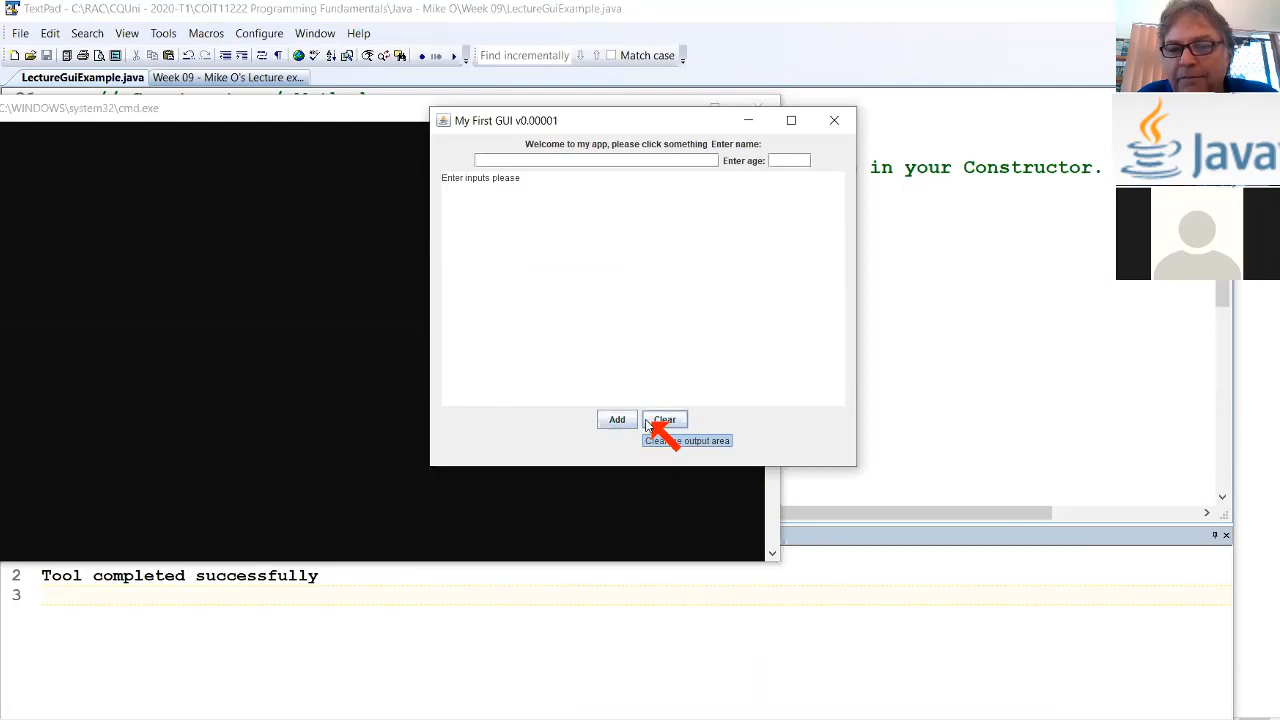 TextPad - C:\RAC\CQUni - 2020-T1\COIT11222 Programming Fundamentals\Java - Mike O\Week 09\LectureGuiExample.java
File Edit Search View Tools Macros Configure Window Help
Find incrementally Match case
LectureGuiExample.java Week 09 - Mike O's Lecture ex...
C:\WINDOWS\system32\cmd.exe
My First GUI v0.00001
Welcome to my app, please click something Enter name:
Enter age:
Enter inputs please
in your Constructor.
Java
Add Clear
output area
2 Tool completed successfully
3